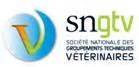 sngtv
SOCIÉTÉ NATIONALE DES
GROUPEMENTS TECHNIQUES
VÉTÉRINAIRES